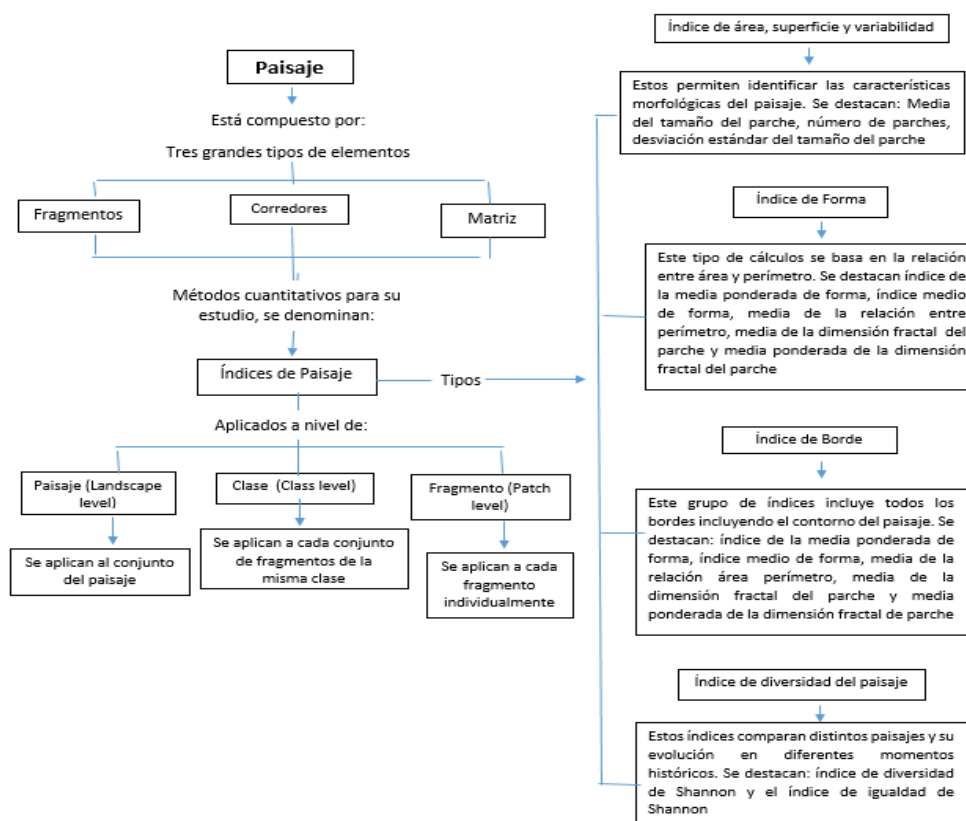 Paisaje
Está compuesto por:
Tres grandes tipos de elementos
Fragmentos
Corredores
Matriz
Métodos cuantitativos para su
estudio, se denominan:
Índices de Paisaje
Tipos
Aplicados a nivel de:
Paisaje (Landscape
level)
Clase (Class level)
Fragmento (Patch
level)
Se aplican al conjunto
del paisaje
Se aplican a cada conjunto
de fragmentos de la
misma clase
Se aplican a cada
fragmento
individualmente
Índice de área, superficie y variabilidad
Estos permiten identificar las características
morfológicas del paisaje. Se destacan: Media
del tamaño del parche, número de parches,
desviación estándar del tamaño del parche
Índice de Forma
Este tipo de cálculos se basa en la relación
entre área y perímetro. Se destacan índice de
la media ponderada de forma, índice medio
de forma, media de la relación entre
perímetro, media de la dimensión fractal del
parche y media ponderada de la dimensión
fractal del parche
Índice de Borde
Este grupo de índices incluye todos los
bordes incluyendo el contorno del paisaje. Se
destacan: índice de la media ponderada de
forma, índice medio de forma, media de la
relación área perímetro, media de la
dimensión fractal del parche y media
ponderada de la dimensión fractal de parche
Índice de diversidad del paisaje
Estos índices comparan distintos paisajes y su
evolución en diferentes momentos
históricos. Se destacan: índice de diversidad
de Shannon y el índice de igualdad de
Shannon